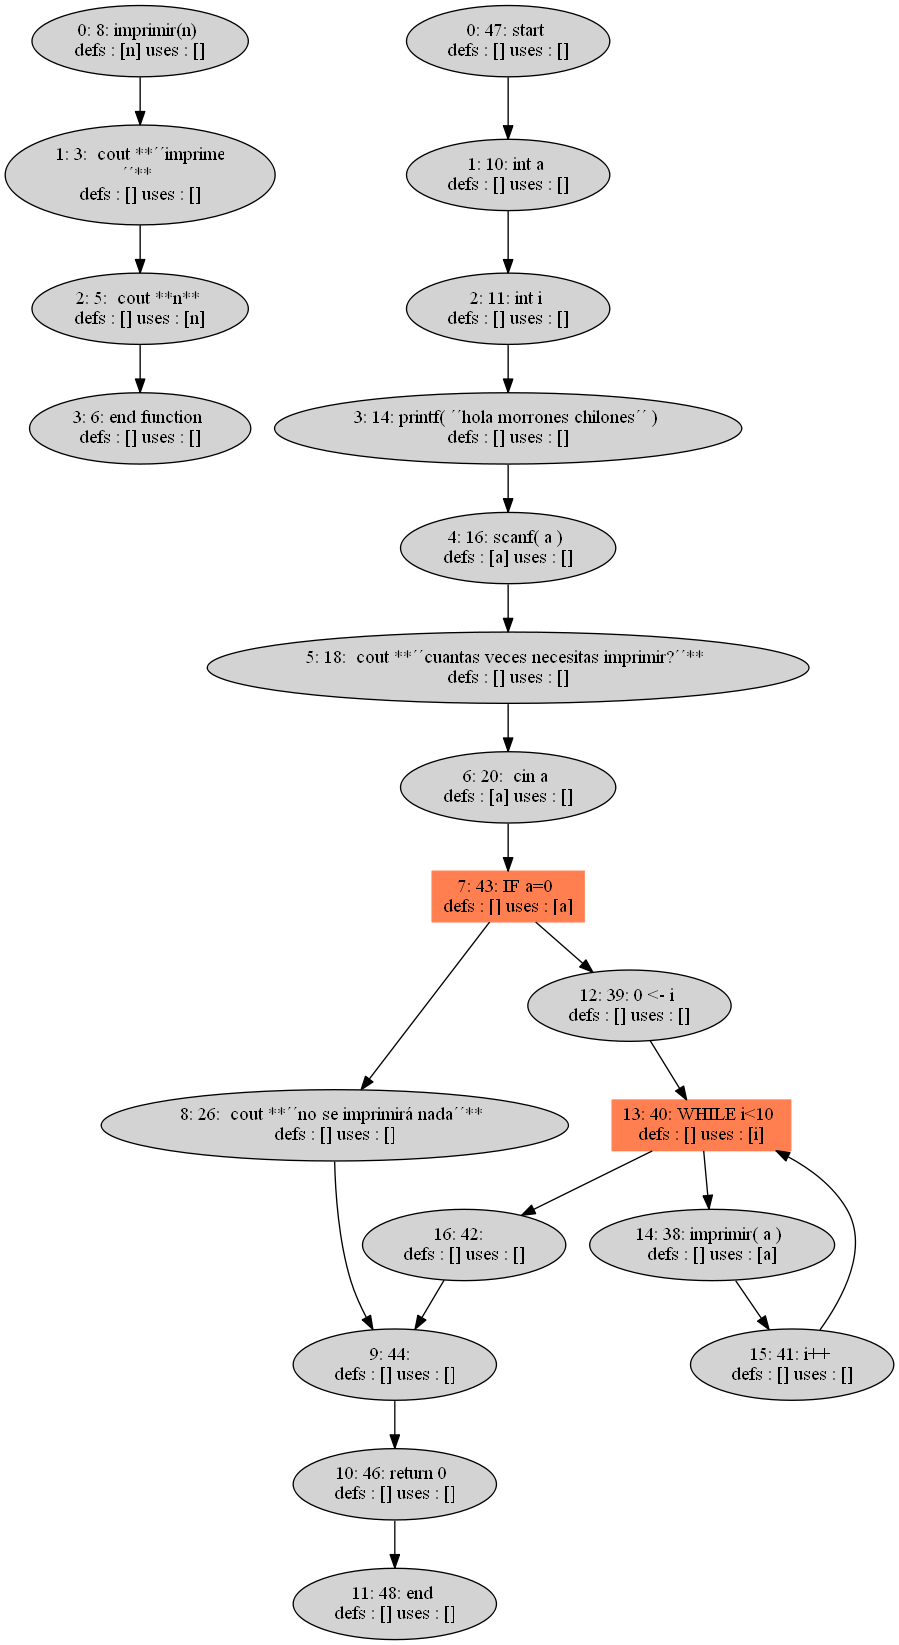 0: 8: imprimir(n)
defs : [n] uses : []
1: 3:  cout **´´imprime
´´**
defs : [] uses : []
2: 5:  cout **n**
defs : [] uses : [n]
3: 6: end function
defs : [] uses : []
0: 47: start
defs : [] uses : []
1: 10: int a
defs : [] uses : []
2: 11: int i
defs : [] uses : []
3: 14: printf( ´´hola morrones chilones´´ )
defs : [] uses : []
4: 16: scanf( a )
defs : [a] uses : []
5: 18:  cout **´´cuantas veces necesitas imprimir?´´**
defs : [] uses : []
6: 20:  cin a
defs : [a] uses : []
7: 43: IF a=0
defs : [] uses : [a]
12: 39: 0 <- i
defs : [] uses : []
8: 26:  cout **´´no se imprimirá nada´´**
defs : [] uses : []
13: 40: WHILE i<10
defs : [] uses : [i]
16: 42:
defs : [] uses : []
14: 38: imprimir( a )
defs : [] uses : [a]
9: 44:
defs : [] uses : []
15: 41: i++
defs : [] uses : []
10: 46: return 0
defs : [] uses : []
11: 48: end
defs : [] uses : []